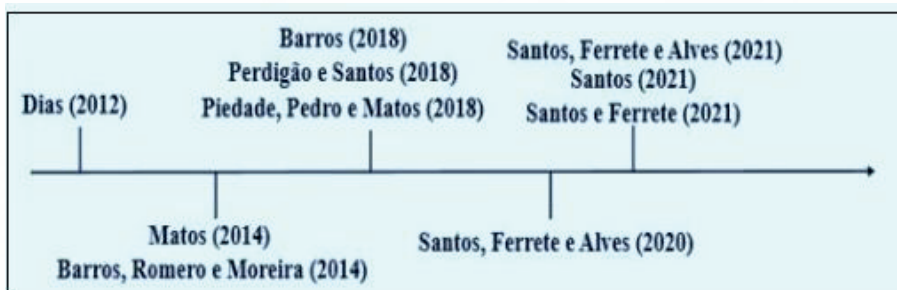 Barros (2018)
Perdigão e Santos (2018)
Piedade, Pedro e Matos (2018)
Santos, Ferrete e Alves (2021)
Santos (2021)
Santos e Ferrete (2021)
Dias (2012)
Matos (2014)
Barros, Romero e Moreira (2014)
Santos, Ferrete e Alves (2020)